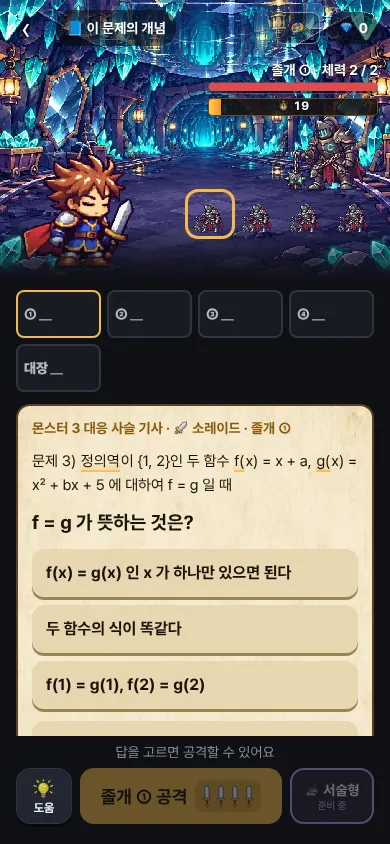 이 문제의 개념
0
졸개 ① · 체력 2 / 2
19
① __
② __
③ __
④ __
대장 __
몬스터 3 대응 사슬 기사 · 소레이드 · 졸개 ①
문제 3) 정의역이 {1, 2}인 두 함수 f(x) = x + a, g(x) =
x² + bx + 5 에 대하여 f = g 일 때
f = g 가 뜻하는 것은?
f(x) = g(x) 인 x 가 하나만 있으면 된다
두 함수의 식이 똑같다
f(1) = g(1), f(2) = g(2)
답을 고르면 공격할 수 있어요
도움
졸개 ① 공격
서술형
준비 중